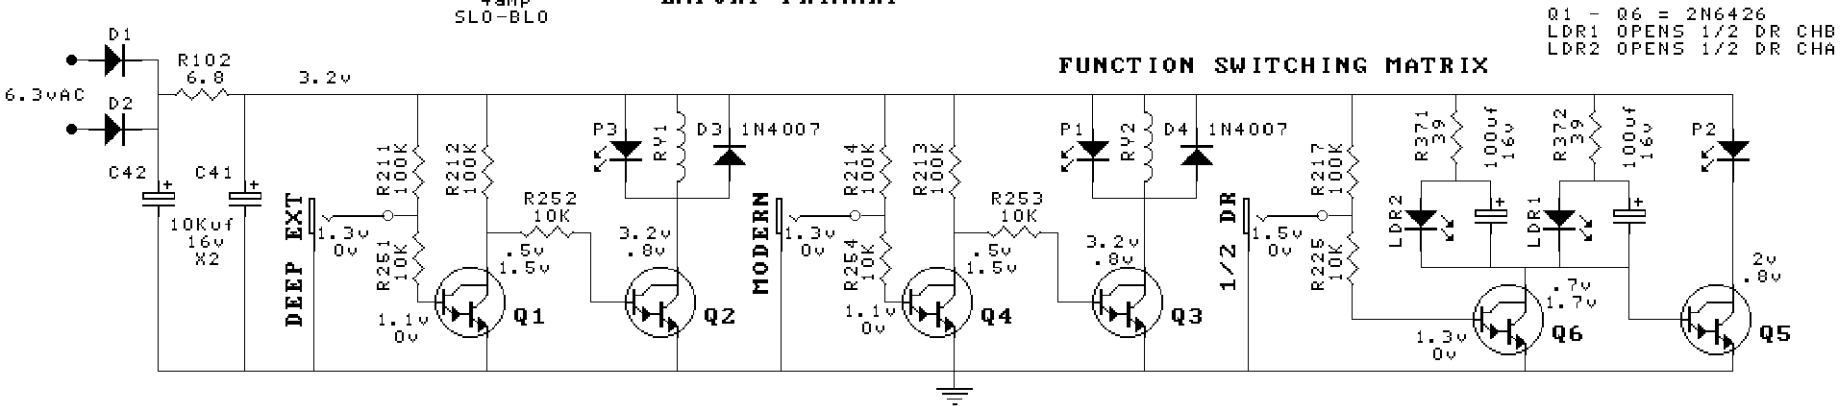 SLO-BLO
Q1 - Q6 = 2N6426
LDR1 OPENS 1/2 DR CHB
LDR2 OPENS 1/2 DR CHA
FUNCTION SWITCHING MATRIX
D1
R102
6.8
3.2v
6.3vAC
D2
C42
C41
10Kuf
16v
X2
DEEP EXT
1.3v
0v
R211
100K
R251
10K
R212
100K
1.1v
0v
Q1
R252
10K
.5v
1.5v
P3
RY1
D3
1N4007
3.2v
.8v
Q2
MODERN
1.3v
0v
R214
100K
R254
10K
R213
100K
1.1v
0v
Q4
R253
10K
.5v
1.5v
P1
RY2
D4
1N4007
3.2v
.8v
Q3
1/2 DR
1.5v
0v
R217
100K
R225
10K
R371
39
100uf
16v
LDR2
R372
39
100uf
16v
LDR1
.7v
1.7v
1.3v
0v
Q6
P2
2v
.8v
Q5